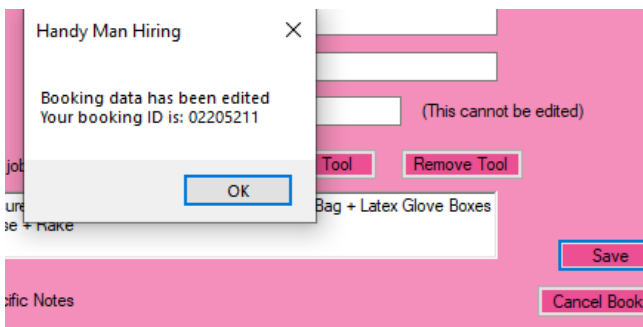 Handy Man Hiring
Booking data has been edited
Your booking ID is: 02205211
(This cannot be edited)
job
Tool
Remove Tool
Bag + Latex Glove Boxes
+ Rake
Save
cific Notes
Cancel Book